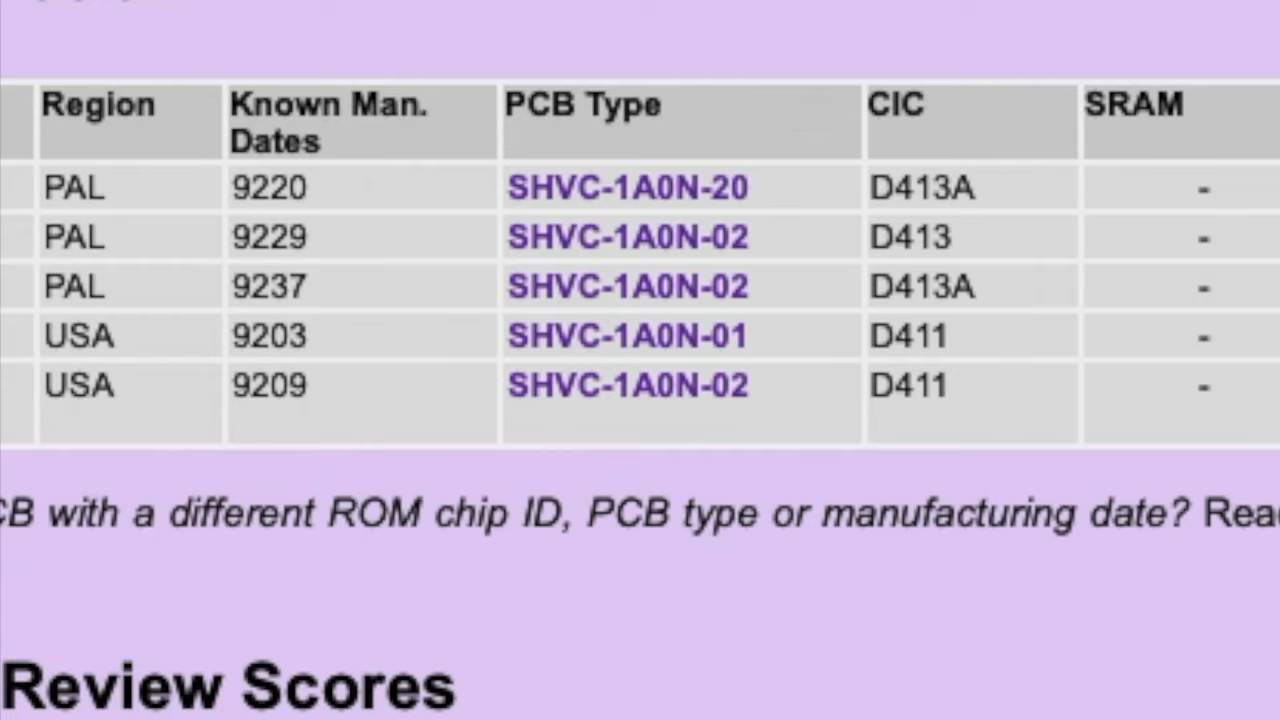 Region Known Man. Dates PCB Type CIC SRAM
PAL 9220 SHVC-1A0N-20 D413A -
PAL 9229 SHVC-1A0N-02 D413 -
PAL 9237 SHVC-1A0N-02 D413A -
USA 9203 SHVC-1A0N-01 D411 -
USA 9209 SHVC-1A0N-02 D411 -
CB with a different ROM chip ID, PCB type or manufacturing date? Rea
Review Scores